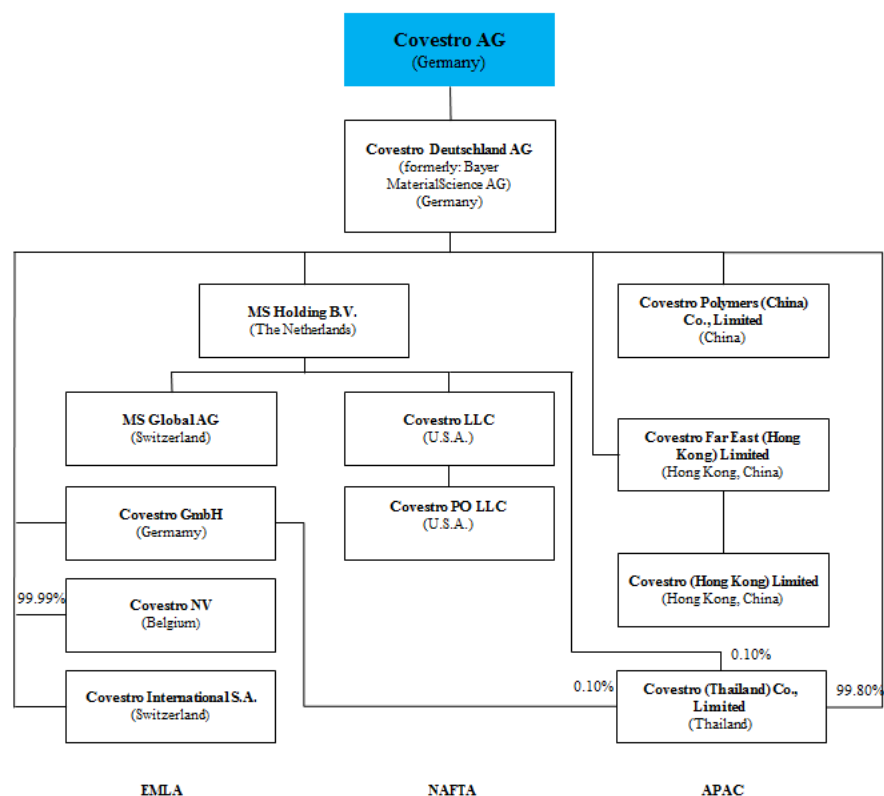 Covestro AG
(Germany)
Covestro Deutschland AG
(formerly: Bayer
MaterialScience AG)
(Germany)
MS Holding B.V.
(The Netherlands)
Covestro Polymers (China)
Co., Limited
(China)
MS Global AG
(Switzerland)
Covestro LLC
(U.S.A.)
Covestro Far East (Hong
Kong) Limited
(Hong Kong, China)
Covestro GmbH
(Germamy)
Covestro PO LLC
(U.S.A.)
99.99%
Covestro NV
(Belgium)
Covestro (Hong Kong) Limited
(Hong Kong, China)
0.10%
0.10%
99.80%
Covestro International S.A.
(Switzerland)
Covestro (Thailand) Co.,
Limited
(Thailand)
EMLA
NAFTA
APAC